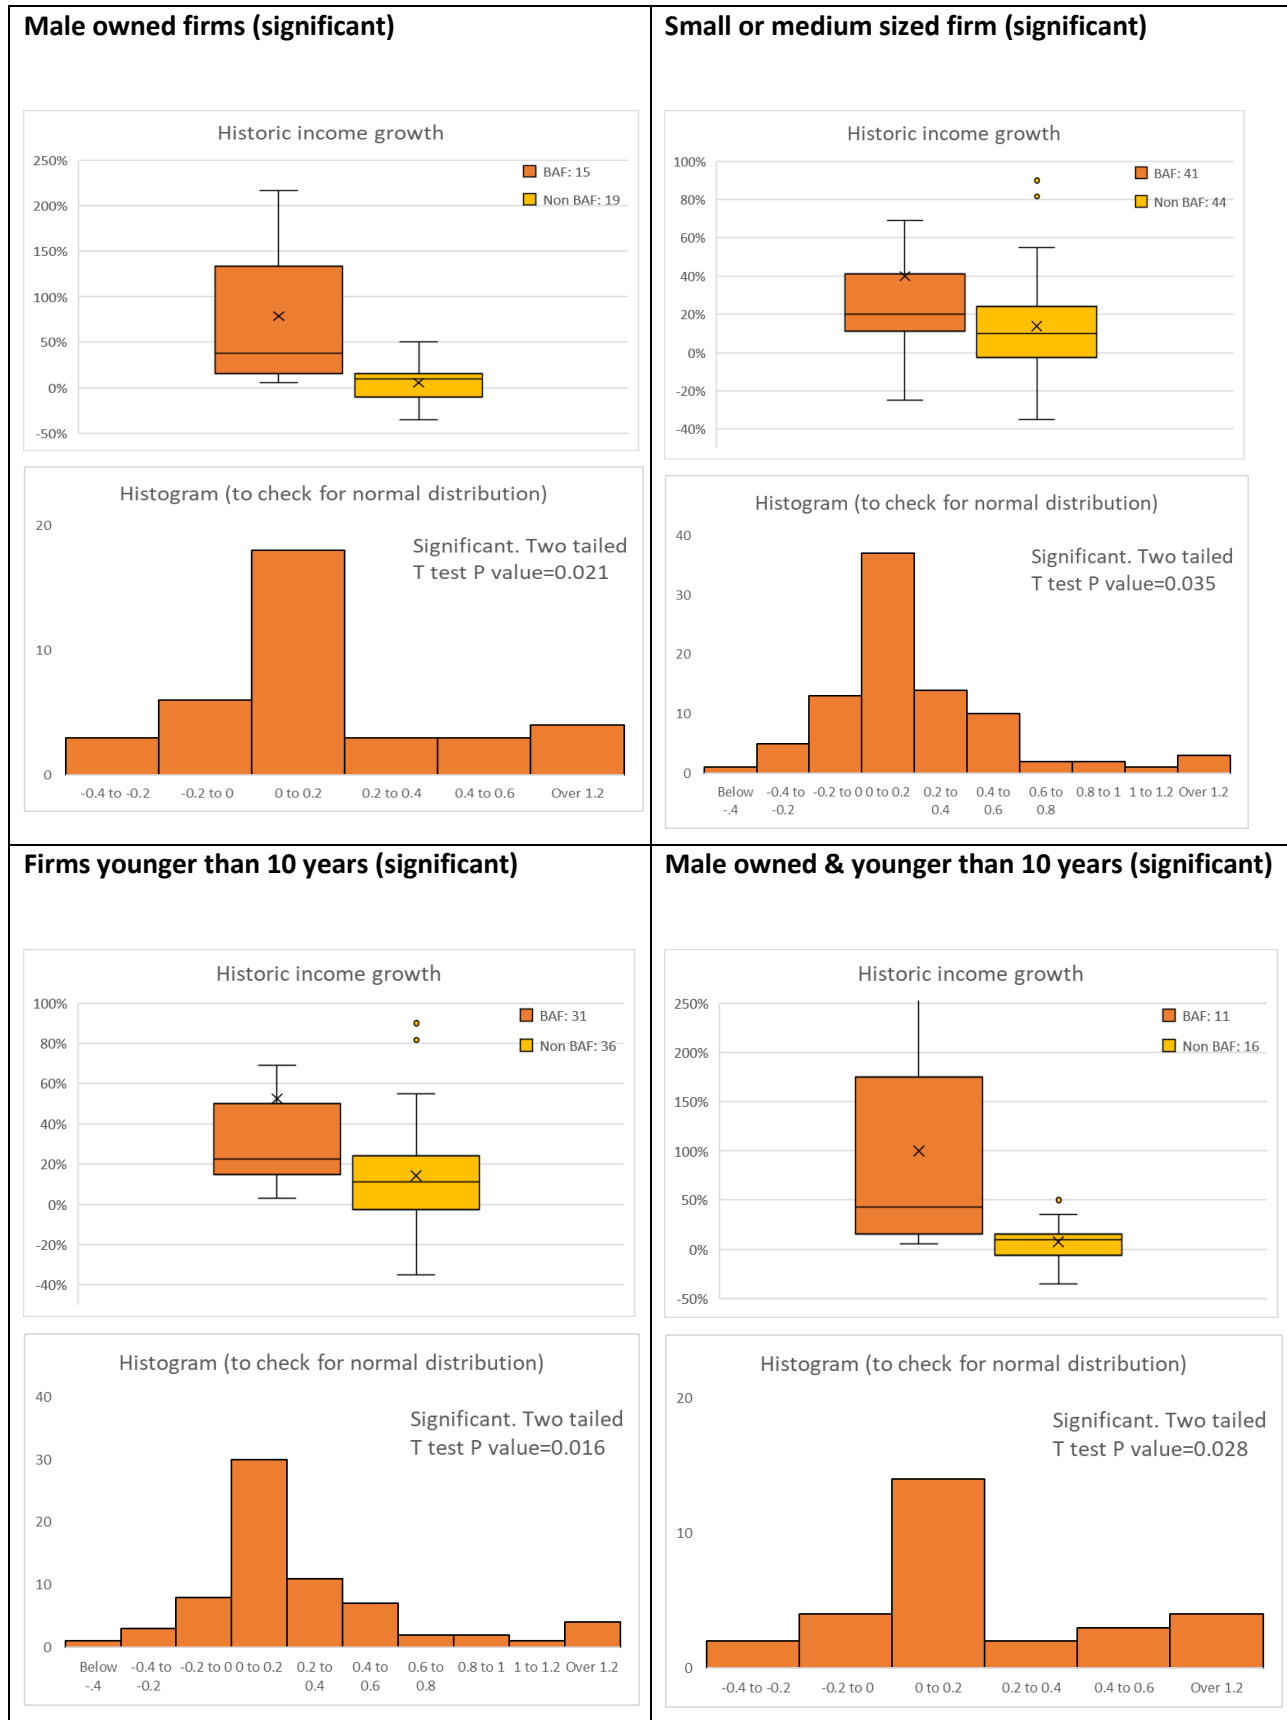 Male owned firms (significant)
Historic income growth
250%
200%
150%
100%
50%
0%
-50%
BAF: 15
Non BAF: 19
Histogram (to check for normal distribution)
20
10
0
Significant. Two tailed
T test P value=0.021
-0.4 to -0.2 -0.2 to 0 0 to 0.2 0.2 to 0.4 0.4 to 0.6 Over 1.2
Small or medium sized firm (significant)
Historic income growth
100%
80%
60%
40%
20%
0%
-20%
-40%
BAF: 41
Non BAF: 44
Histogram (to check for normal distribution)
40
30
20
10
0
Significant. Two tailed
T test P value=0.035
Below -0.4 to -0.2 to 0 0 to 0.2 0.2 to 0.4 to 0.6 to 0.8 to 1 1 to 1.2 Over 1.2
-.4 -0.2 0.4 0.6 0.8
Firms younger than 10 years (significant)
Historic income growth
100%
80%
60%
40%
20%
0%
-20%
-40%
BAF: 31
Non BAF: 36
Histogram (to check for normal distribution)
40
30
20
10
0
Significant. Two tailed
T test P value=0.016
Below -0.4 to -0.2 to 0 0 to 0.2 0.2 to 0.4 to 0.6 to 0.8 to 1 1 to 1.2 Over 1.2
-.4 -0.2 0.4 0.6 0.8
Male owned & younger than 10 years (significant)
Historic income growth
250%
200%
150%
100%
50%
0%
-50%
BAF: 11
Non BAF: 16
Histogram (to check for normal distribution)
20
10
0
Significant. Two tailed
T test P value=0.028
-0.4 to -0.2 -0.2 to 0 0 to 0.2 0.2 to 0.4 0.4 to 0.6 Over 1.2